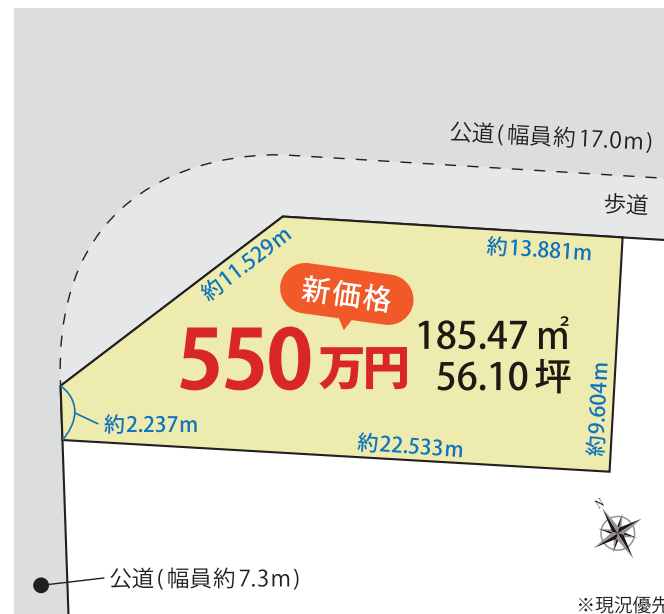 公道(幅員約17.0m)
歩道
約11.529m
約13.881m
新価格
550万円
185.47㎡
56.10坪
約9.604m
約2.237m
約22.533m
N
公道(幅員約7.3m)
※現況優先